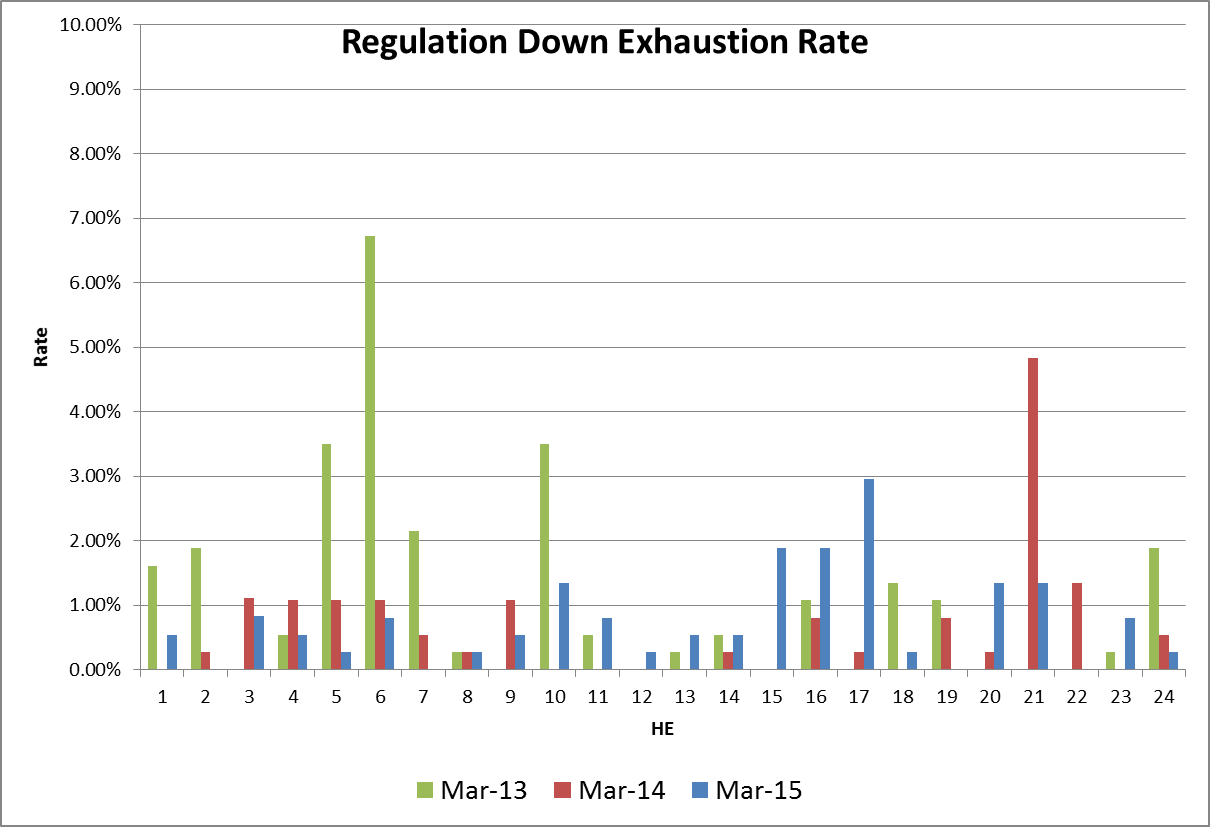 Regulation Down Exhaustion Rate
10.00%
9.00%
8.00%
7.00%
6.00%
5.00%
4.00%
3.00%
2.00%
1.00%
0.00%
Rate
1 2 3 4 5 6 7 8 9 10 11 12 13 14 15 16 17 18 19 20 21 22 23 24
HE
Mar-13 Mar-14 Mar-15